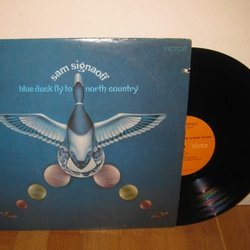 VICTOR
sam signaoff
blue duck fly to north country
Victor